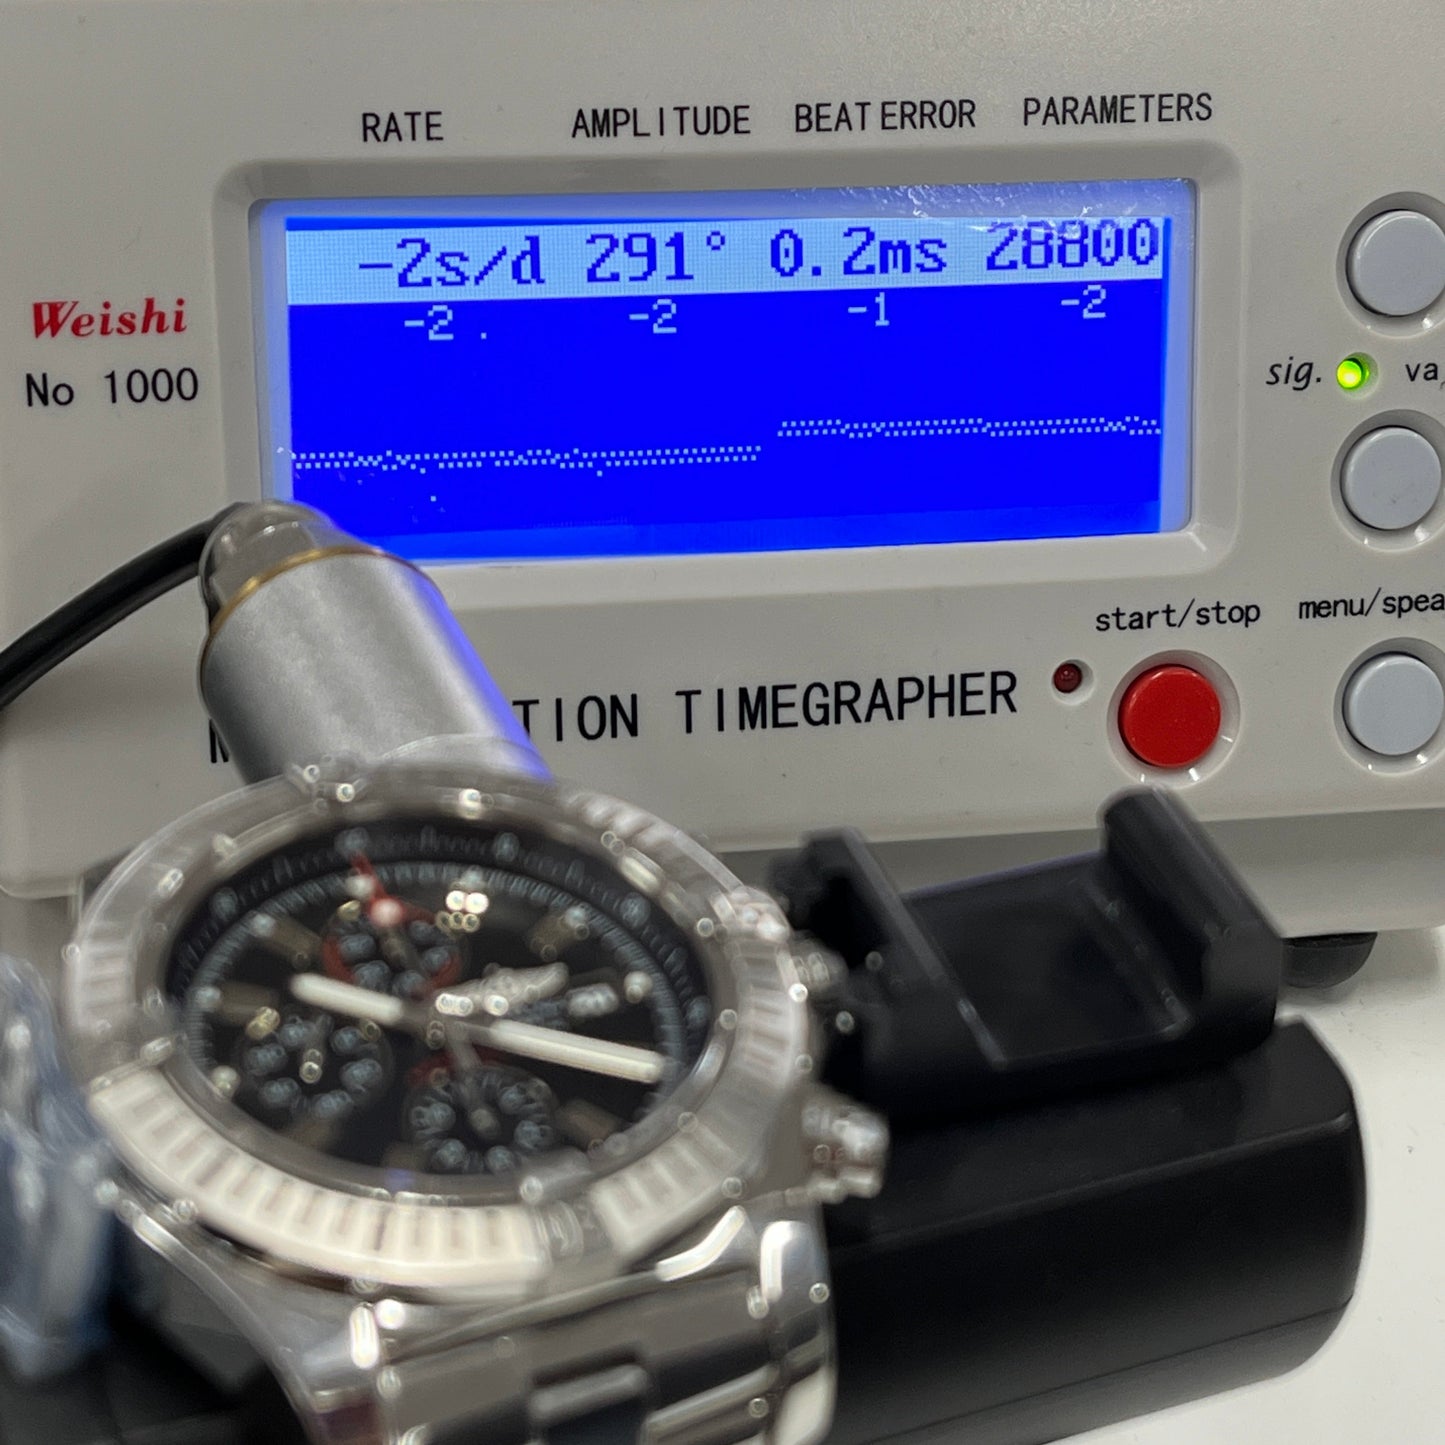 RATE AMPLITUDE BEAT ERROR PARAMETERS
-2s/d 291° 0.2ms 28800
-2 -2 -1 -2
Weishi
No 1000
sig.
start/stop
TIMEGRAPHER